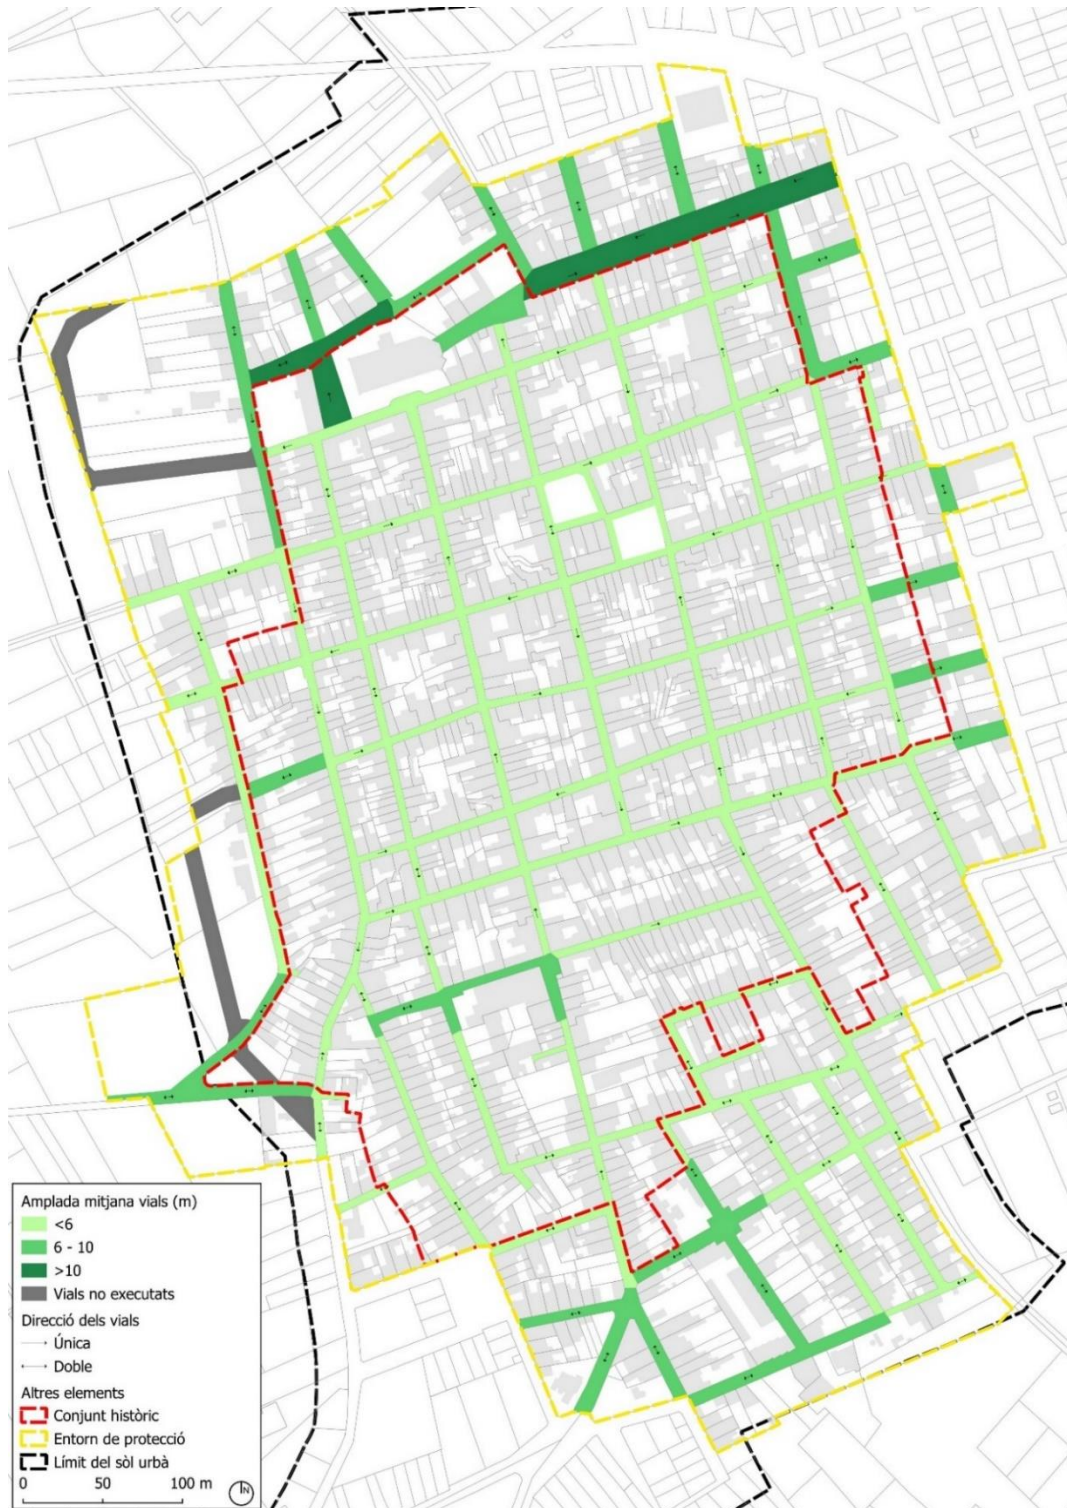 Amplada mitjana vials (m)
<6
6 - 10
>10
Vials no executats
Direcció dels vials
Única
Doble
Altres elements
Conjunt històric
Entorn de protecció
Límit del sòl urbà
0 50 100 m
N